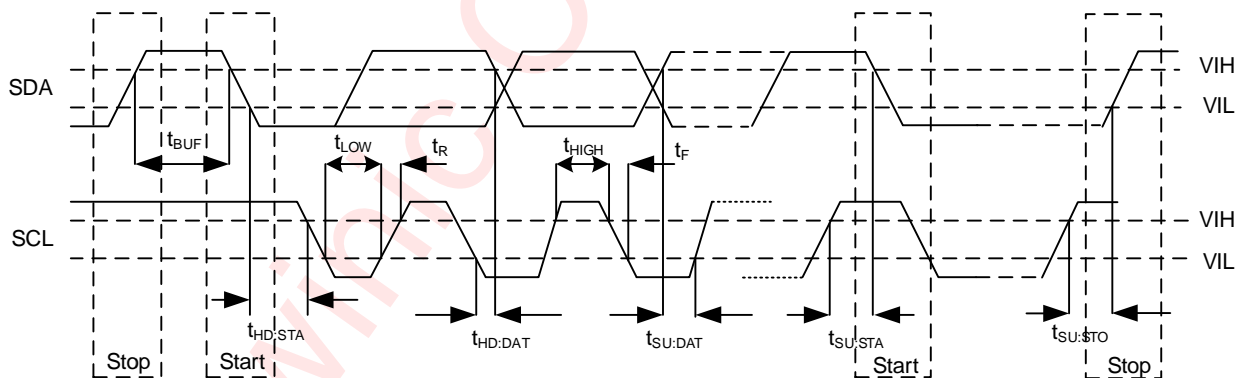 SDA
VIH
VIL
tBUF
tLOW
tR
tHIGH
tF
SCL
VIH
VIL
tHD:STA
tHD:DAT
tSU:DAT
tSU:STA
tSU:STO
Stop
Start
Start
Stop